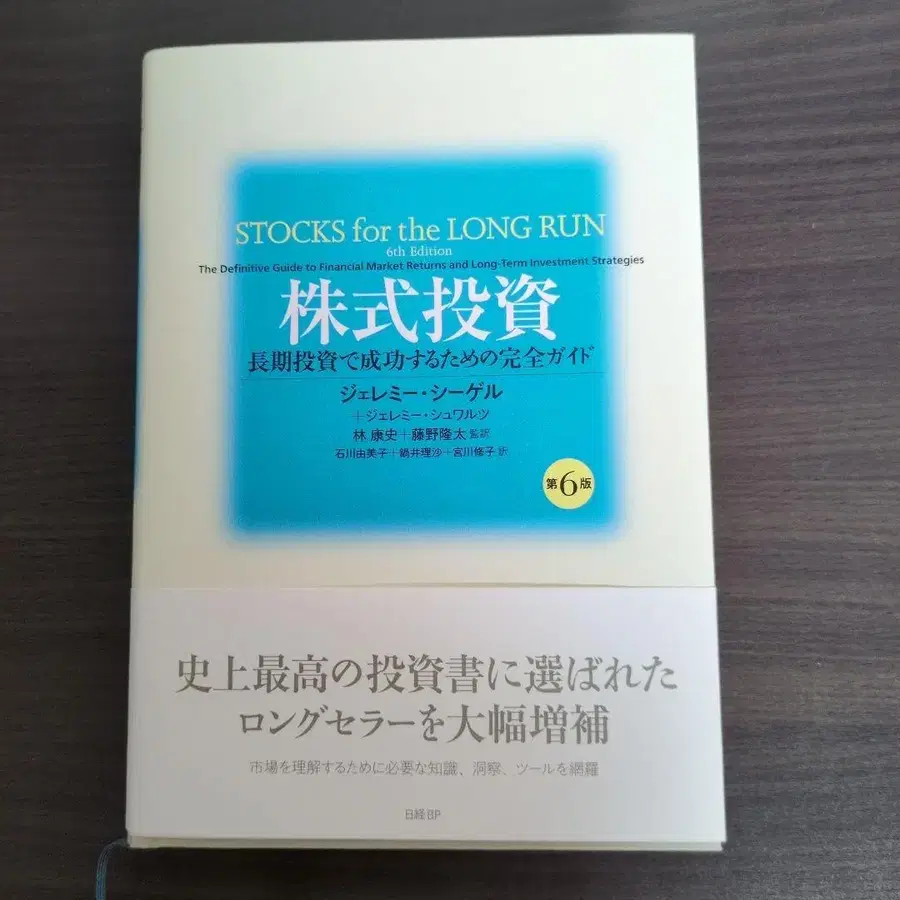 STOCKS for the LONG RUN
6th Edition
The Definitive Guide to Financial Market Returns and Long-Term Investment Strategies
株式投資
長期投資で成功するための完全ガイド
ジェレミー・シーゲル
+ジェレミー・シュワルツ
林 康史+藤野隆太 監訳
石川由美子+鍋井理沙+宮川修子 訳
第6版
史上最高の投資書に選ばれた
ロングセラーを大幅増補
市場を理解するために必要な知識、洞察、ツールを網羅
日経BP